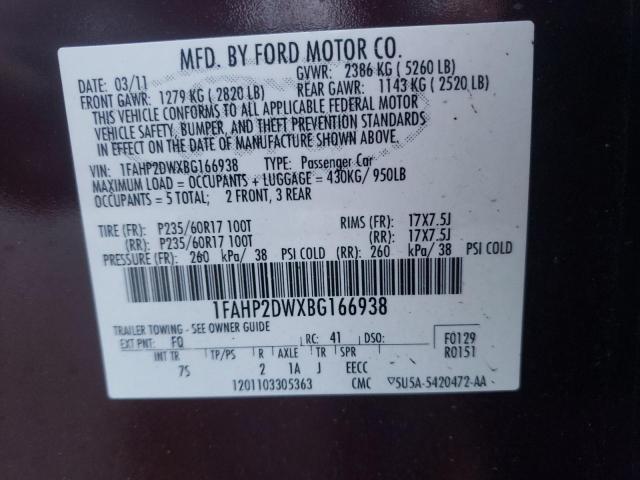 MFD. BY FORD MOTOR CO.
DATE: 03/11 GVWR: 2386 KG ( 5260 LB)
FRONT GAWR: 1279 KG ( 2820 LB) REAR GAWR: 1143 KG ( 2520 LB)
THIS VEHICLE CONFORMS TO ALL APPLICABLE FEDERAL MOTOR
VEHICLE SAFETY, BUMPER, AND THEFT PREVENTION STANDARDS
IN EFFECT ON THE DATE OF MANUFACTURE SHOWN ABOVE.
VIN: 1FAHP2DWXBG166938 TYPE: Passenger Car
MAXIMUM LOAD = OCCUPANTS + LUGGAGE = 430KG/ 950LB
OCCUPANTS = 5 TOTAL; 2 FRONT, 3 REAR
TIRE (FR): P235/60R17 100T RIMS (FR): 17X7.5J
(RR): P235/60R17 100T (RR): 17X7.5J
PRESSURE (FR): 260 kPa/ 38 PSI COLD (RR): 260 kPa/ 38 PSI COLD
1FAHP2DWXBG166938
TRAILER TOWING - SEE OWNER GUIDE
EXT PNT: FQ RC: 41 DSO: F0129
INT TR TP/PS R AXLE TR SPR R0151
75 2 1A J EECC
1201103305363 CMC 5U5A-5420472-AA